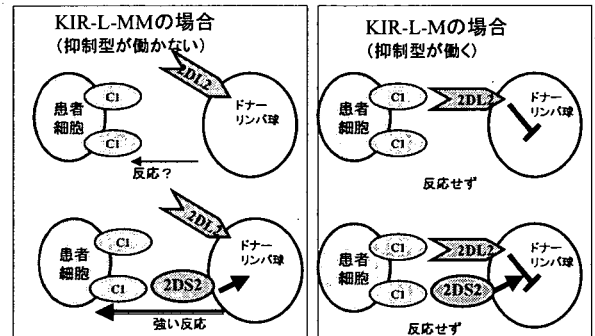 KIR-L-MMの場合
(抑制型が働かない)
2DL2
C1
患者
細胞
C1
ドナー
リンパ球
反応？
2DL2
C1
患者
細胞
C1
2DS2
ドナー
リンパ球
強い反応
KIR-L-Mの場合
(抑制型が働く)
C1
2DL2
患者
細胞
C1
ドナー
リンパ球
反応せず
C1
2DL2
患者
細胞
C1
2DS2
ドナー
リンパ球
反応せず